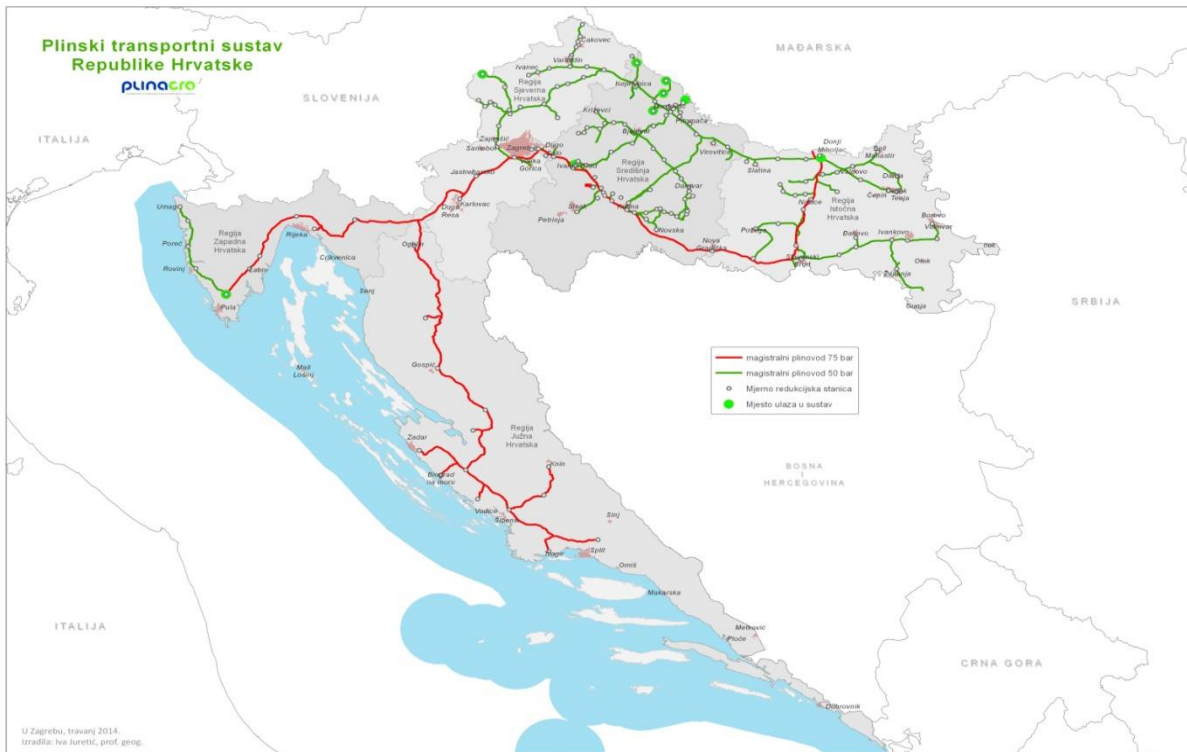 Plinski transportni sustav
Republike Hrvatske
plinacro
MAĐARSKA
SLOVENIJA
ITALIJA
SRBIJA
BOSNA
I
HERCEGOVINA
CRNA GORA
ITALIJA
Čakovec
Varaždin
Ivanec
Regija
Sjeverna
Hrvatska
Koprivnica
Križevci
Bjelovar
Pitomača
Virovitica
Zaprešić
Samobor
Zagreb
Dugo
Selo
Velika
Gorica
Jastrebarsko
Karlovac
Duga
Resa
Petrinja
Sisak
Regija
Središnja
Hrvatska
Daruvar
Kutina
Novska
Nova
Gradiška
Slatina
Donji
Miholjac
Beli
Manastir
Valpovo
Darda
Osijek
Čepin
Tenja
Našice
Regija
Istočna
Hrvatska
Požega
Slavonski
Brod
Đakovo
Ivankovo
Borovo
Vukovar
Ilok
Otok
Županja
Gunja
Umag
Poreč
Rovinj
Regija
Zapadna
Hrvatska
Labin
Pula
Rijeka
Crikvenica
Ogulin
Senj
Mali
Lošinj
Gospić
Zadar
Biograd
na moru
Regija
Južna
Hrvatska
Knin
Vodice
Šibenik
Sinj
Trogir
Split
Omiš
Makarska
Metković
Ploče
Dubrovnik
magistralni plinovod 75 bar
magistralni plinovod 50 bar
Mjerno redukcijska stanica
Mjesto ulaza u sustav
U Zagrebu, travanj 2014.
Izradila: Iva Juretić, prof. geog.